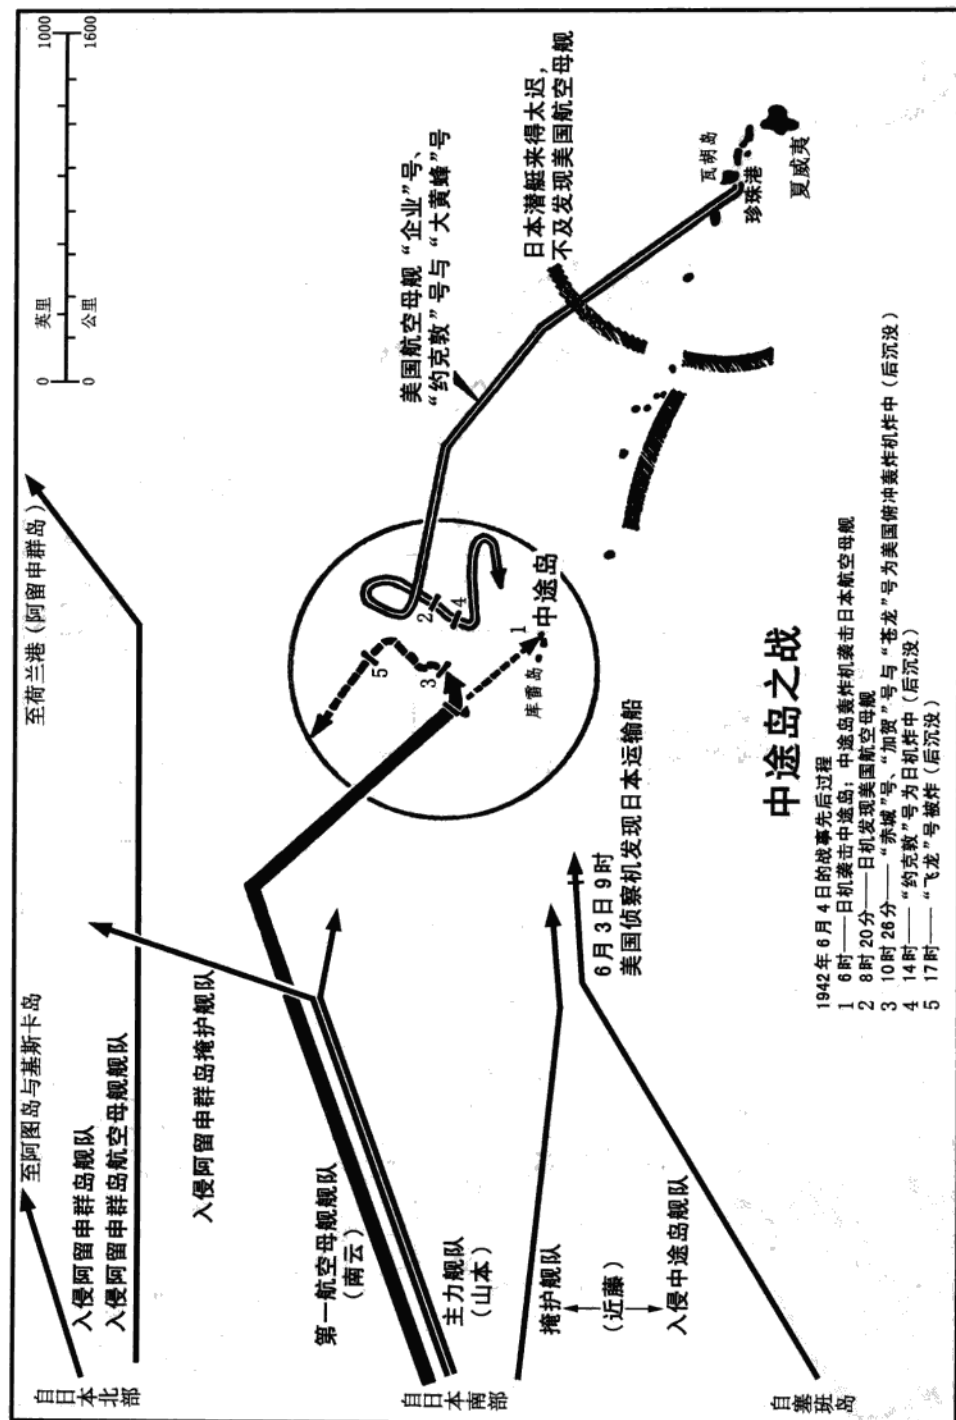 自日本北部
至阿图岛与基斯卡岛
入侵阿留申群岛舰队
入侵阿留申群岛航空母舰舰队
至荷兰港（阿留申群岛）
0
1000
英里
公里
0
1600
入侵阿留申群岛掩护舰队
自日本南部
第一航空母舰舰队
（南云）
主力舰队
（山本）
掩护舰队
（近藤）
入侵中途岛舰队
自塞班岛
6月3日9时
美国侦察机发现日本运输船
5
3
2
4
1
库雷岛
中途岛
美国航空母舰“企业”号、
“约克敦”号与“大黄蜂”号
日本潜艇来得太迟，
不及发现美国航空母舰
瓦胡岛
珍珠港
夏威夷
中途岛之战
1942年6月4日的战事先后过程
1 6时——日机袭击中途岛；中途岛轰炸机袭击日本航空母舰
2 8时20分——日机发现美国航空母舰
3 10时26分——“赤城”号、“加贺”号与“苍龙”号为美国俯冲轰炸机炸中（后沉没）
4 14时——“约克敦”号为日机炸中（后沉没）
5 17时——“飞龙”号被炸（后沉没）